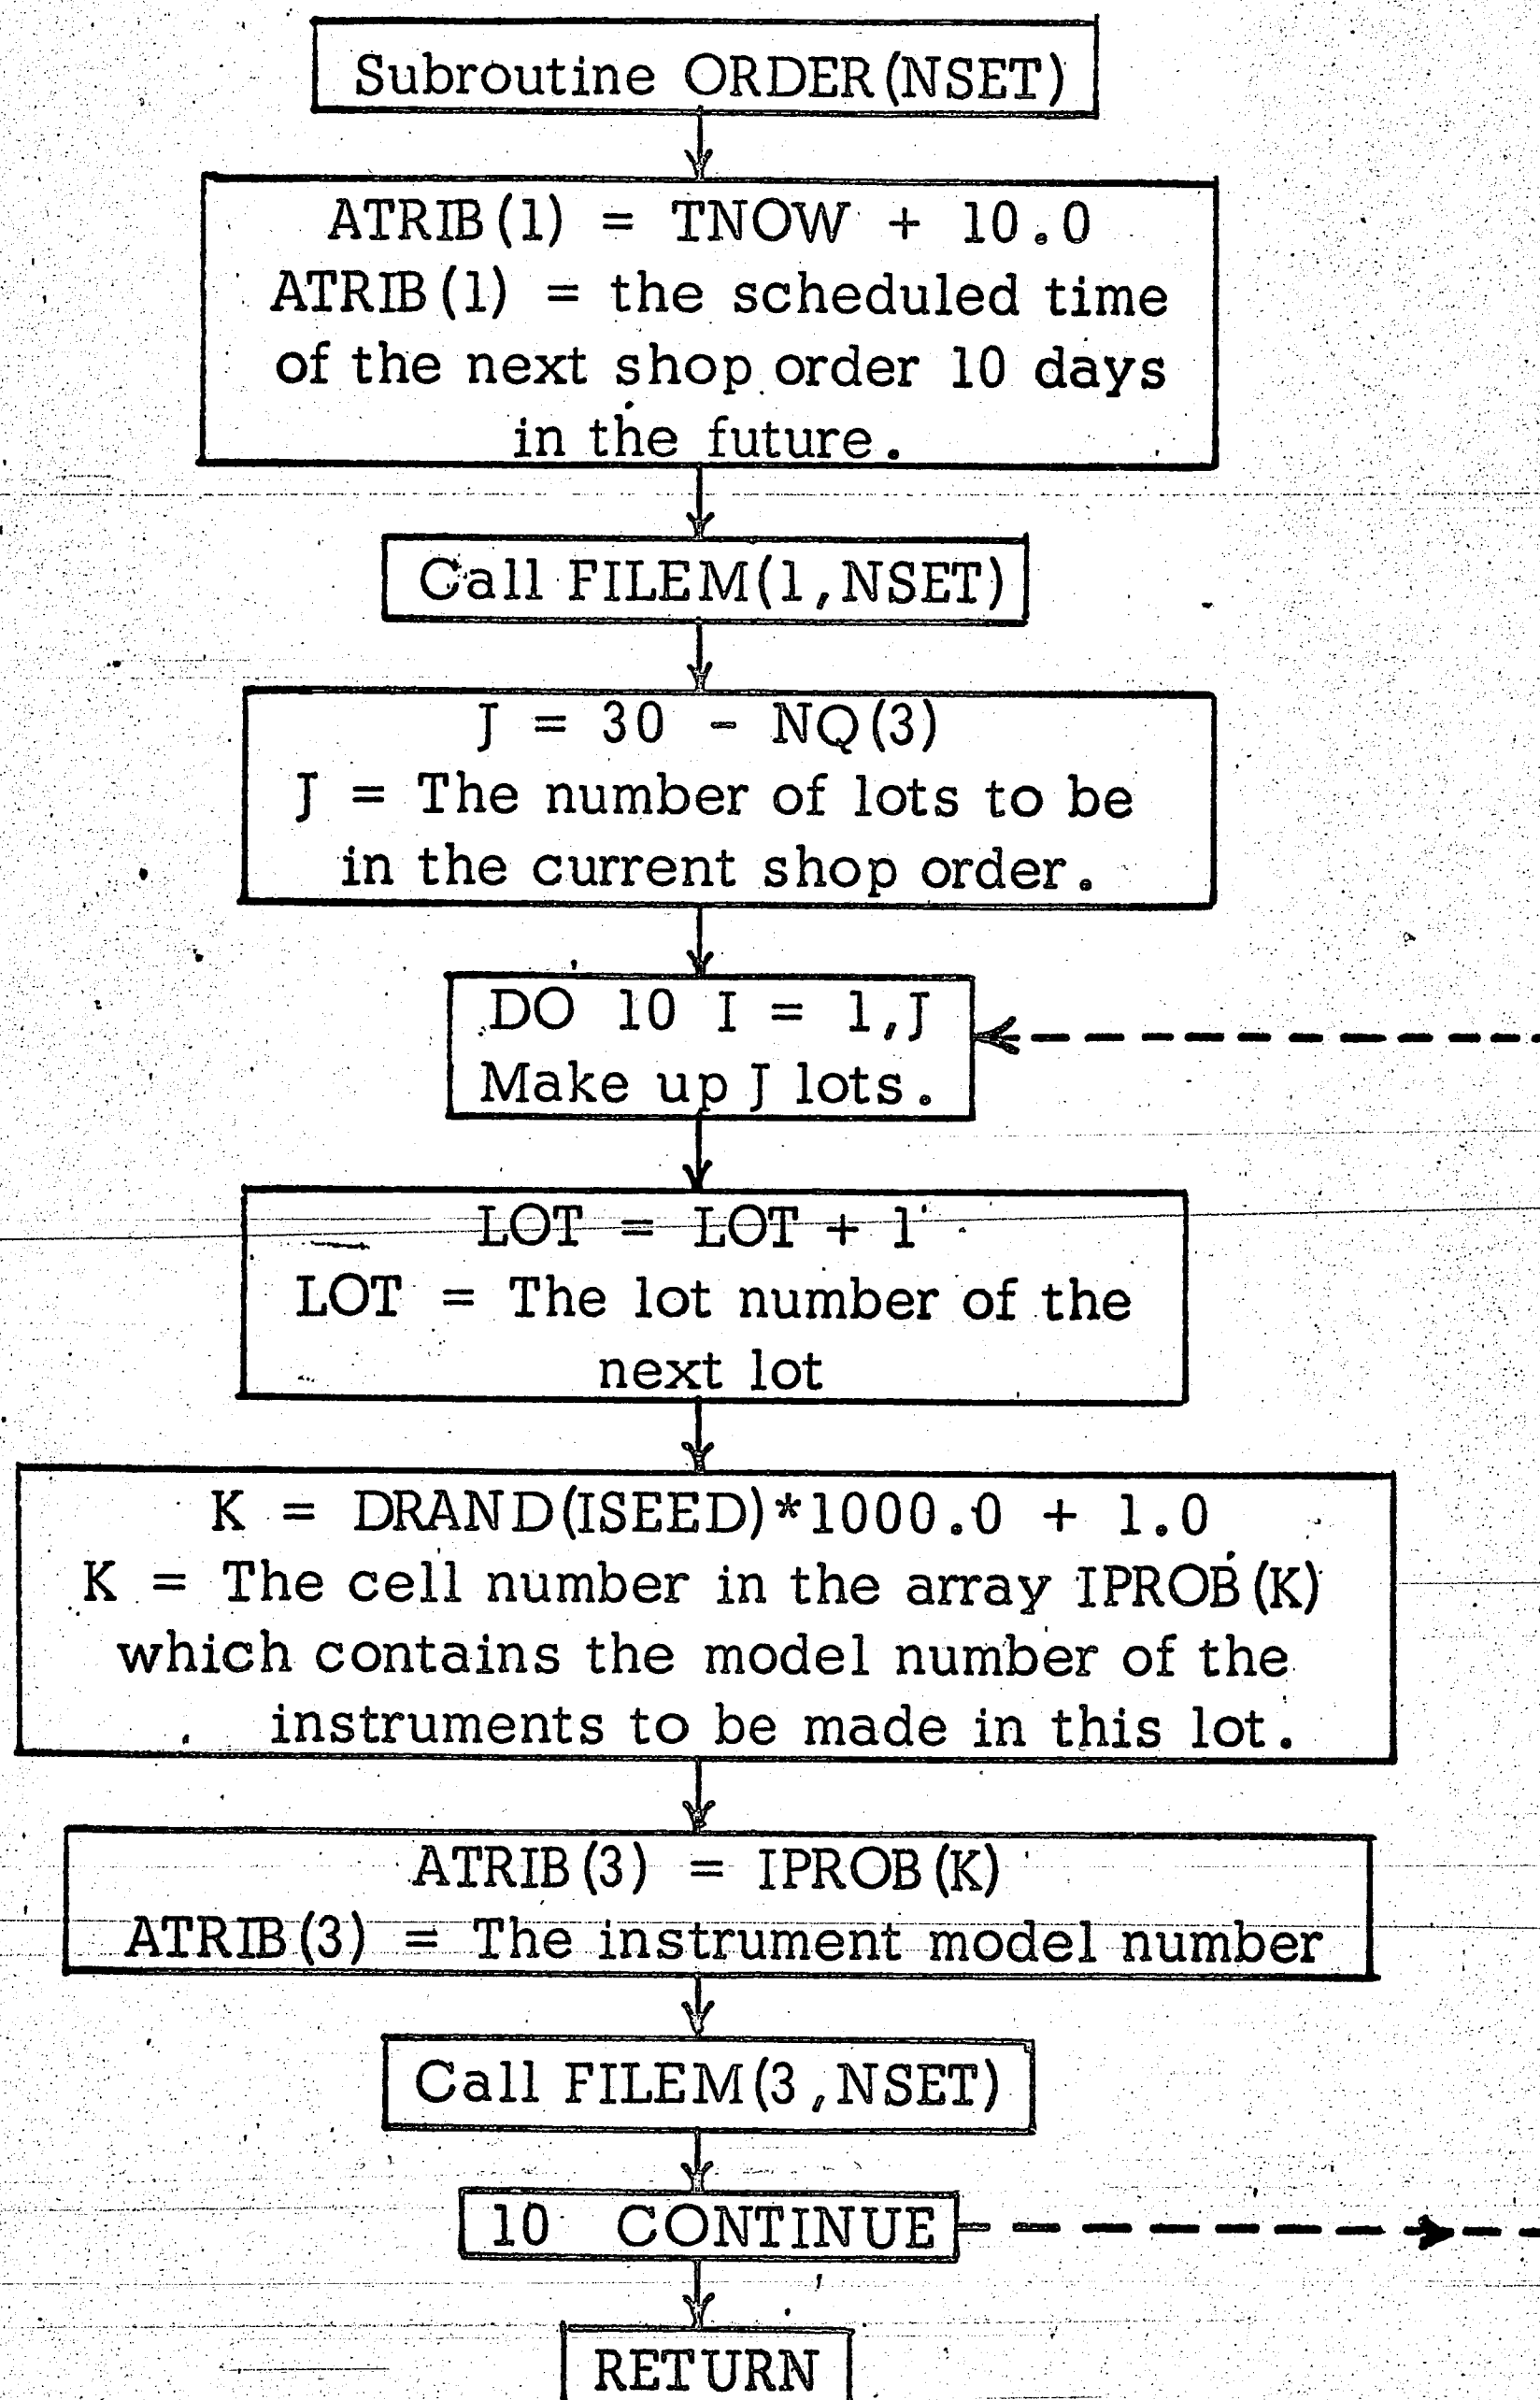 Subroutine ORDER(NSET)
ATRIB(1) = TNOW + 10.0
ATRIB(1) = the scheduled time
of the next shop order 10 days
in the future.
Call FILEM(1,NSET)
J = 30 - NQ(3)
J = The number of lots to be
in the current shop order.
DO 10 I = 1,J
Make up J lots.
LOT = LOT + 1
LOT = The lot number of the
next lot
K = DRAND(ISEED)*1000.0 + 1.0
K = The cell number in the array IPROB(K)
which contains the model number of the
instruments to be made in this lot.
ATRIB(3) = IPROB(K)
ATRIB(3) = The instrument model number
Call FILEM(3,NSET)
10 CONTINUE
RETURN